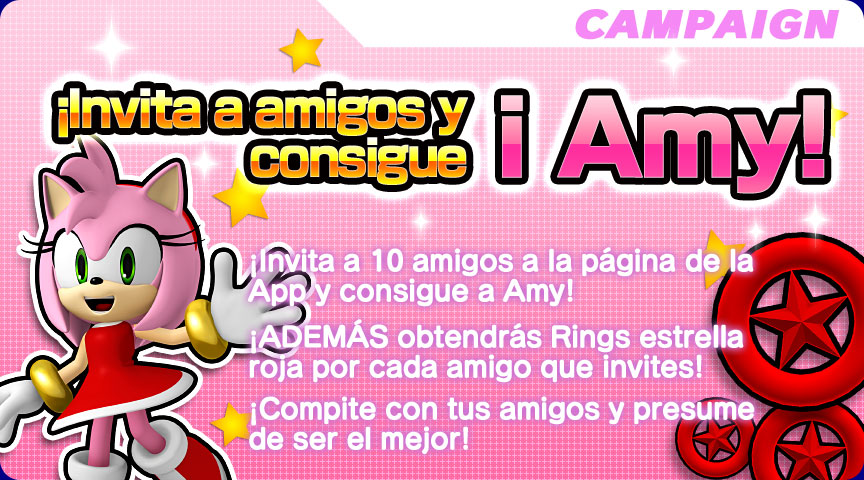 CAMPAIGN
¡Invita a amigos y
consigue ¡ Amy!
¡Invita a 10 amigos a la página de la
App y consigue a Amy!
¡ADEMÁS obtendrás Rings estrella
roja por cada amigo que invites!
¡Compite con tus amigos y presume
de ser el mejor!